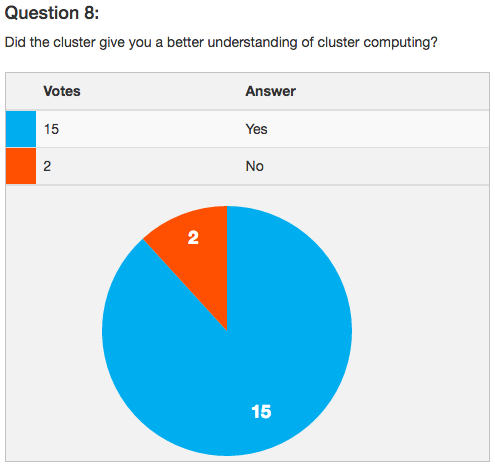 Question 8:
Did the cluster give you a better understanding of cluster computing?
Votes Answer
15 Yes
2 No
2
15